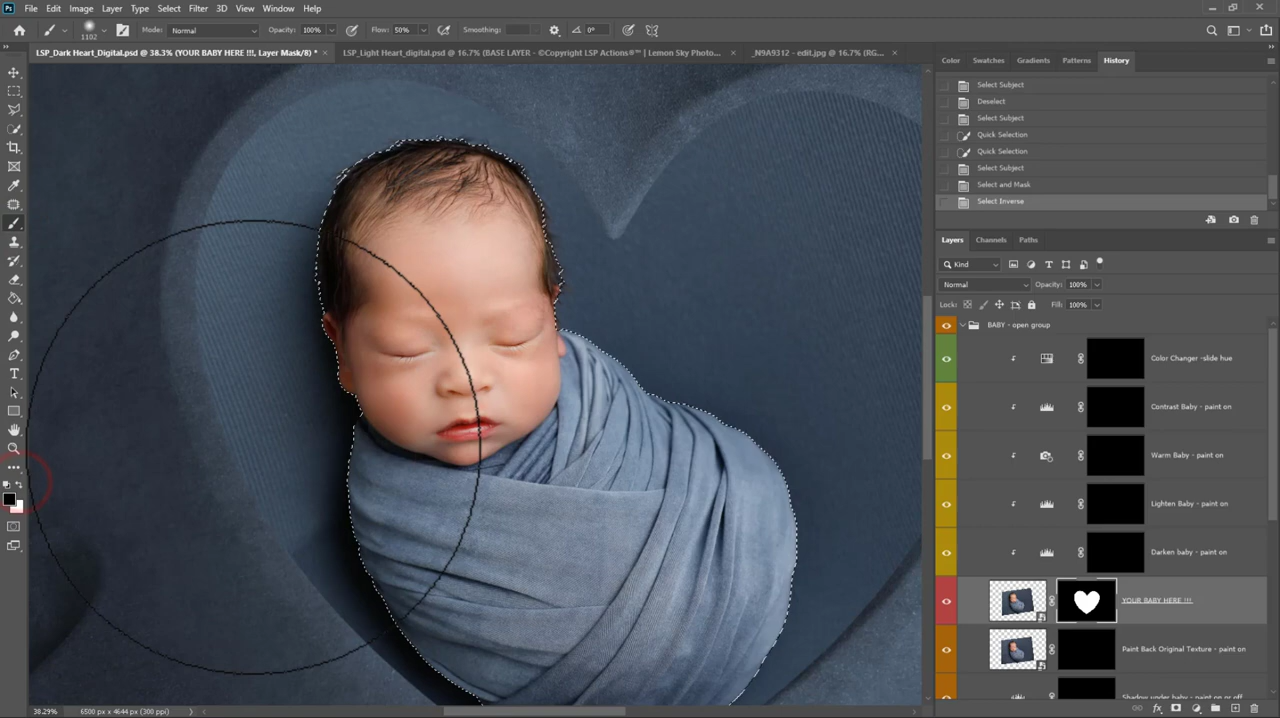 File Edit Image Layer Type Select Filter 3D View Window Help
1102 Mode: Normal Opacity: 100% Flow: 50% Smoothing: 0°
LSP_Dark Heart_Digital.psd @ 38.3% (YOUR BABY HERE !!!, Layer Mask/8) * ×
LSP_Light Heart_digital.psd @ 16.7% (BASE LAYER - ©Copyright LSP Actions®™ | Lemon Sky Photo... ×
_N9A9312 - edit.jpg @ 16.7% (RG... ×
Color Swatches Gradients Patterns History
Select Subject
Deselect
Select Subject
Quick Selection
Quick Selection
Select Subject
Select and Mask
Select Inverse
Layers Channels Paths
Kind
Normal Opacity: 100%
Lock: Fill: 100%
BABY - open group
Color Changer -slide hue
Contrast Baby - paint on
Warm Baby - paint on
Lighten Baby - paint on
Darken baby - paint on
YOUR BABY HERE !!!
Paint Back Original Texture - paint on
Shadow under baby - paint on or off
38.29% 6500 px x 4644 px (300 ppi)